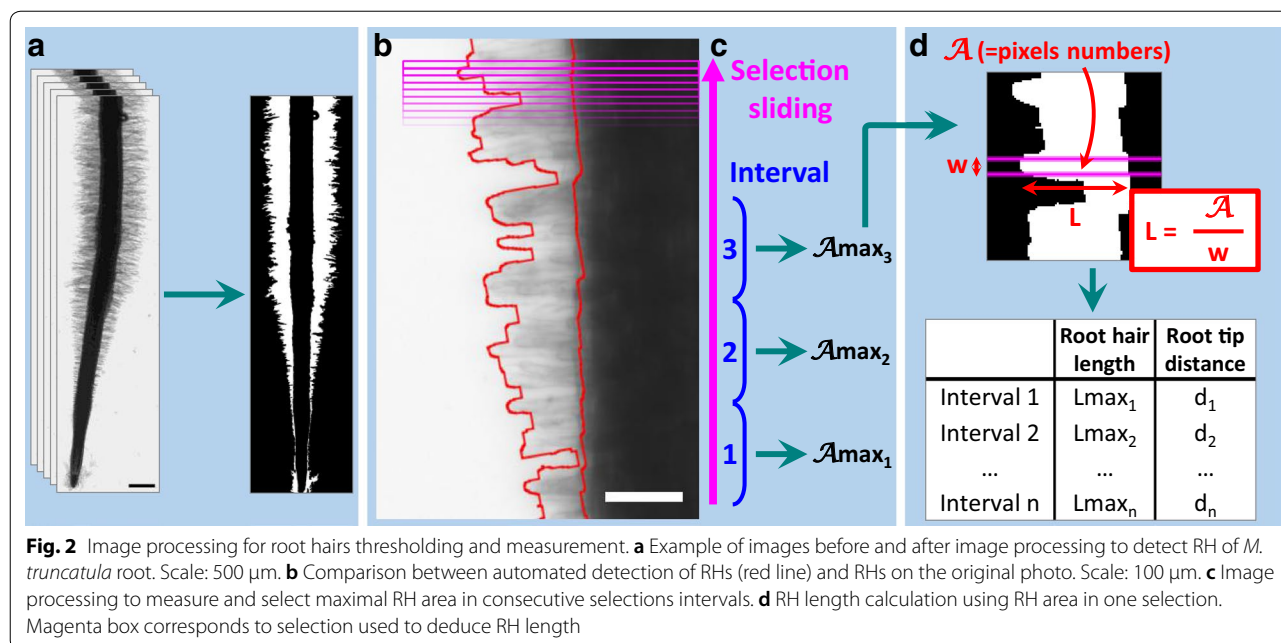 a
b
c
Selection
sliding
Interval
3
𝒜max₃
2
𝒜max₂
1
𝒜max₁
d
𝒜 (=pixels numbers)
w
L
L = 𝒜
w
Root hair
length
Root tip
distance
Interval 1 Lmax₁ d₁
Interval 2 Lmax₂ d₂
... ... ...
Interval n Lmaxₙ dₙ
Fig. 2 Image processing for root hairs thresholding and measurement. a Example of images before and after image processing to detect RH of M.
truncatula root. Scale: 500 µm. b Comparison between automated detection of RHs (red line) and RHs on the original photo. Scale: 100 µm. c Image
processing to measure and select maximal RH area in consecutive selections intervals. d RH length calculation using RH area in one selection.
Magenta box corresponds to selection used to deduce RH length